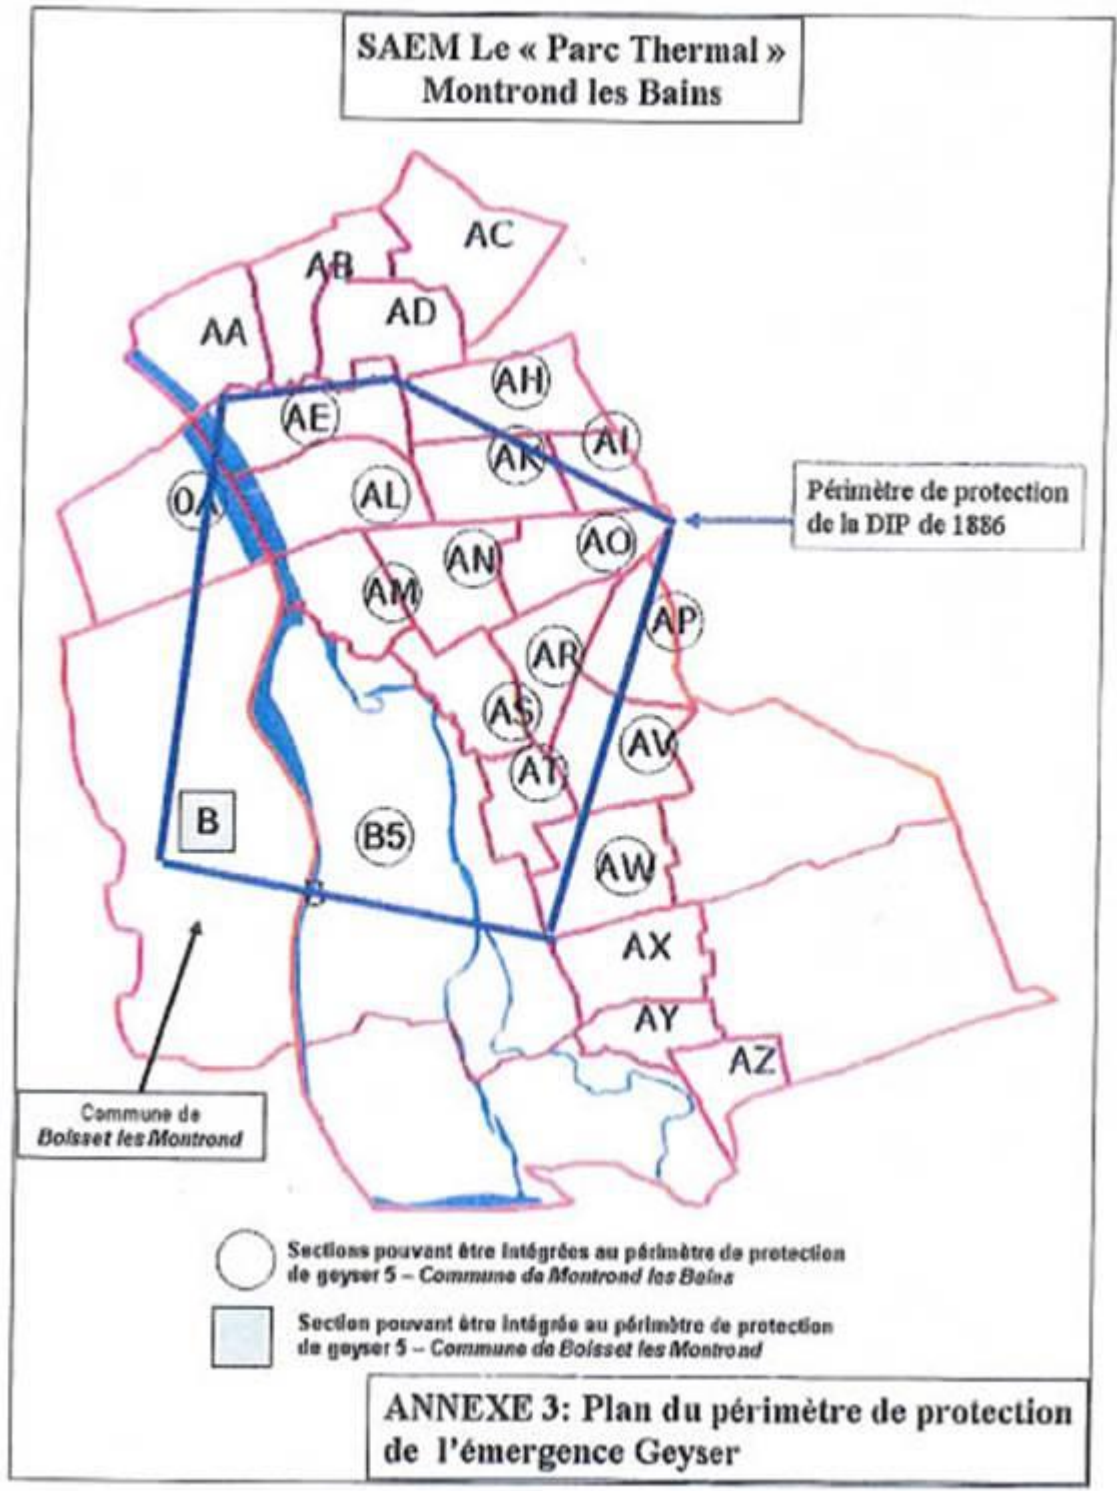 SAEM Le « Parc Thermal »
Montrond les Bains
AC
AB
AD
AA
AH
AE
AI
AK
0A
AL
Périmètre de protection
de la DIP de 1886
AO
AN
AM
AP
AR
AS
AV
AT
B
B5
AW
AX
AY
AZ
Commune de
Boisset les Montrond
Sections pouvant être intégrées au périmètre de protection
de geyser 5 – Commune de Montrond les Bains
Section pouvant être intégrée au périmètre de protection
de geyser 5 – Commune de Boisset les Montrond
ANNEXE 3: Plan du périmètre de protection
de l'émergence Geyser